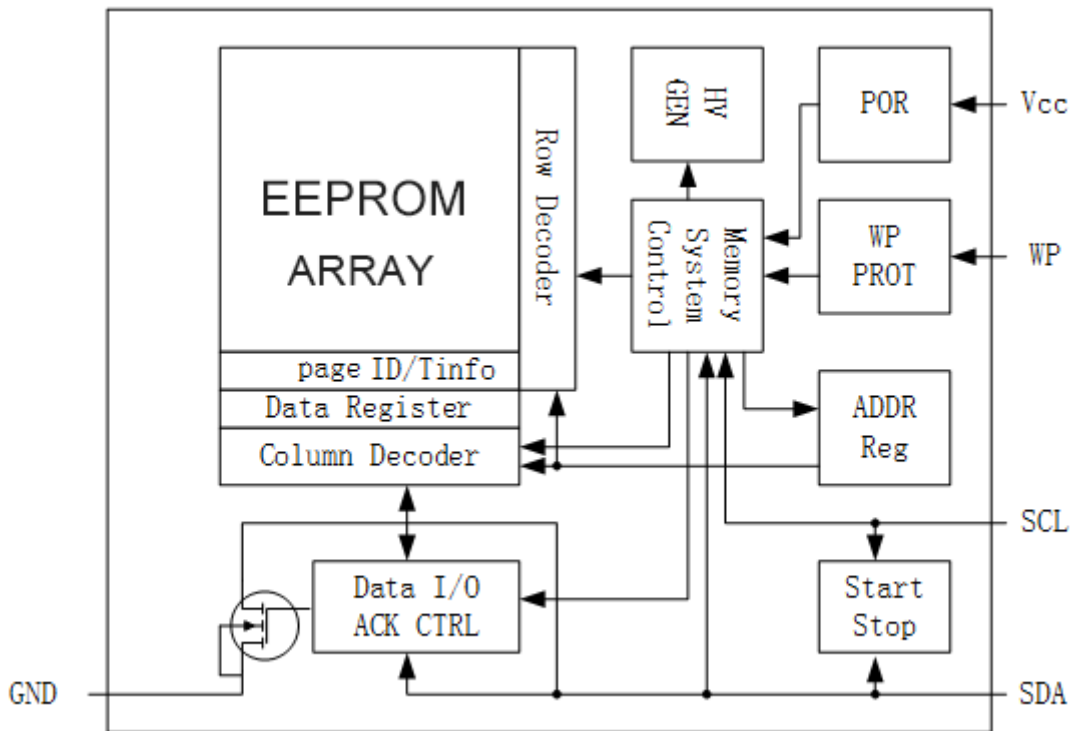 HV
GEN
POR
Vcc
Row Decoder
EEPROM
ARRAY
Memory
System
Control
WP
PROT
WP
page ID/Tinfo
Data Register
Column Decoder
ADDR
Reg
SCL
Data I/O
ACK CTRL
Start
Stop
GND
SDA